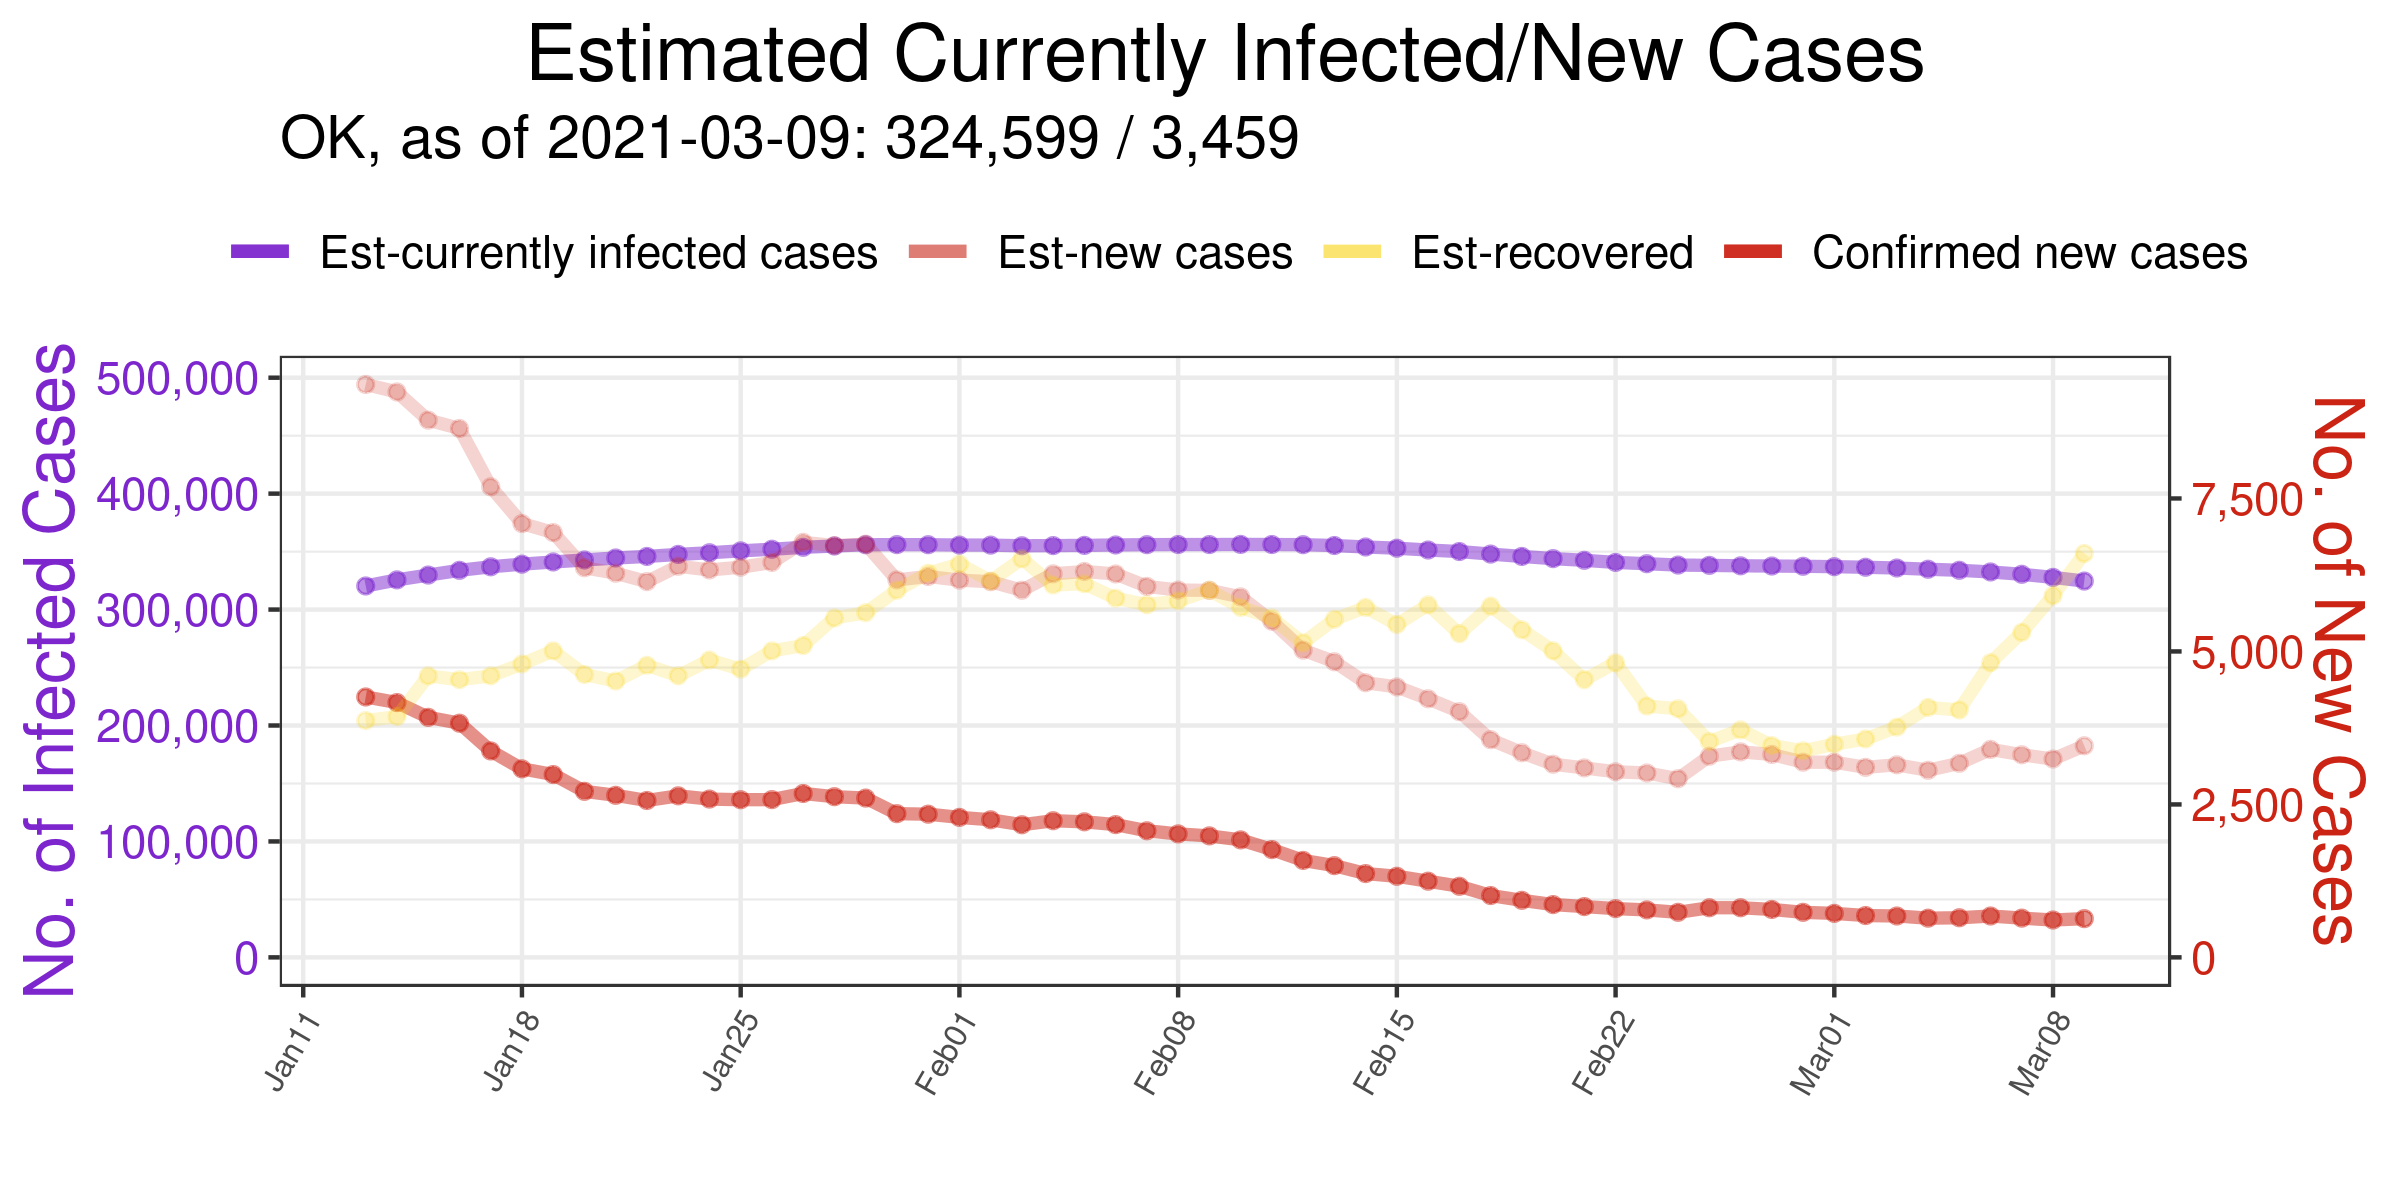 Estimated Currently Infected/New Cases
OK, as of 2021-03-09: 324,599 / 3,459
Est-currently infected cases Est-new cases Est-recovered Confirmed new cases
No. of Infected Cases
500,000
400,000
300,000
200,000
100,000
0
7,500
5,000
2,500
0
No. of New Cases
Jan11 Jan18 Jan25 Feb01 Feb08 Feb15 Feb22 Mar01 Mar08